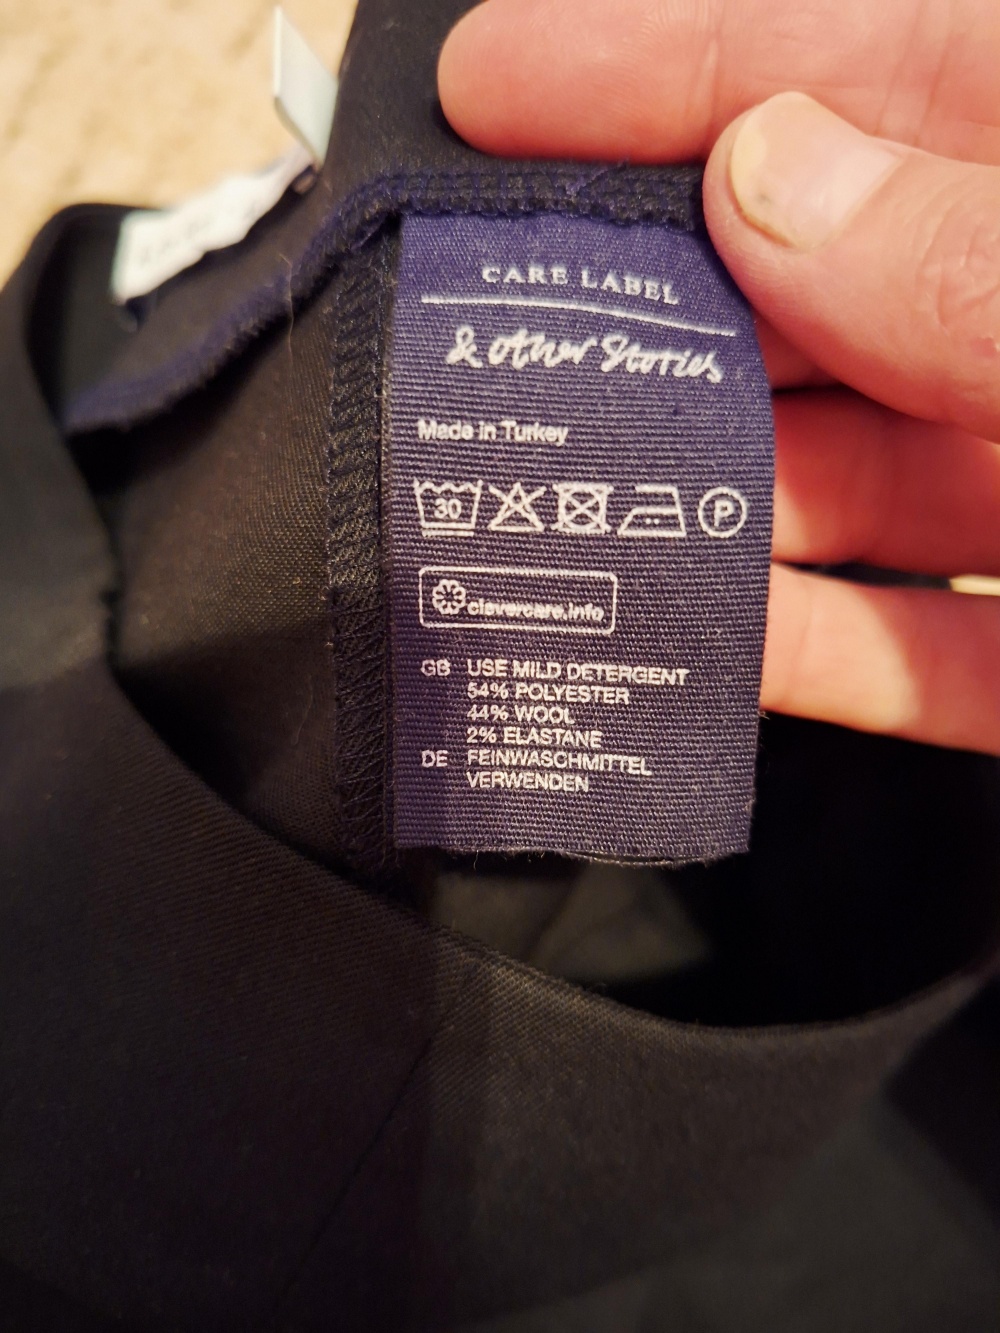 CARE LABEL
& Other Stories
Made in Turkey
30 P
clevercare.info
GB USE MILD DETERGENT
54% POLYESTER
44% WOOL
2% ELASTANE
DE FEINWASCHMITTEL
VERWENDEN